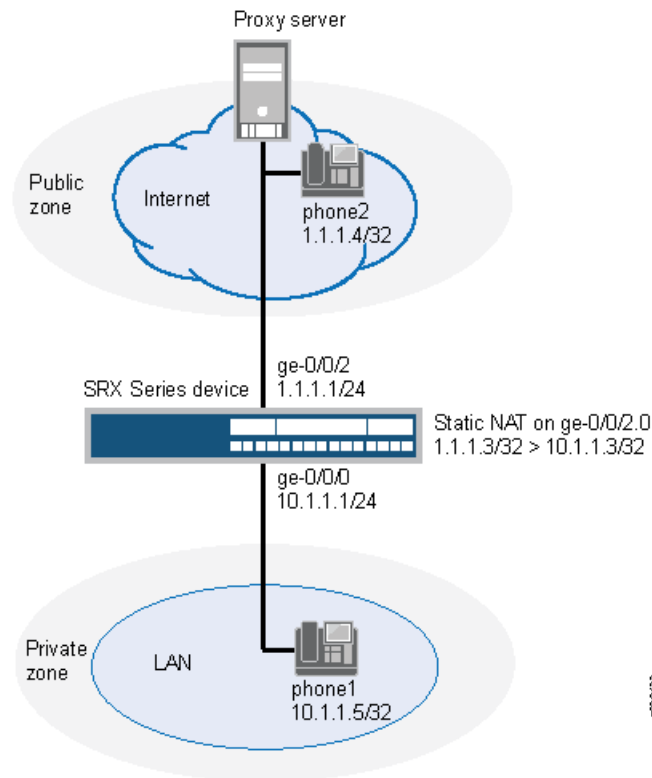 Proxy server
Public
zone
Internet
phone2
1.1.1.4/32
ge-0/0/2
1.1.1.1/24
SRX Series device
Static NAT on ge-0/0/2.0
1.1.1.3/32 > 10.1.1.3/32
ge-0/0/0
10.1.1.1/24
Private
zone
LAN
phone1
10.1.1.5/32